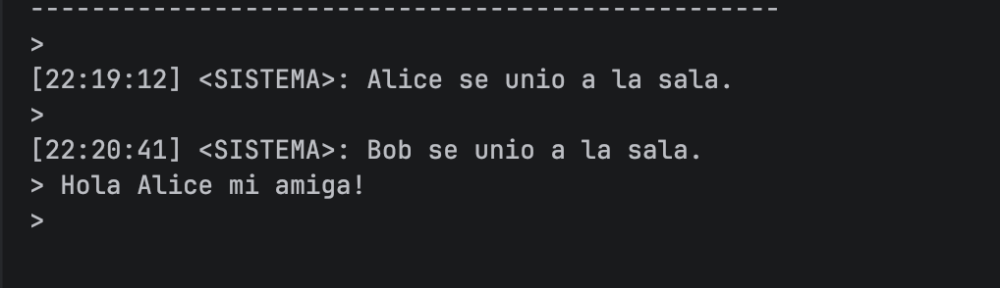 -------------------------------------------------
>
[22:19:12] <SISTEMA>: Alice se unio a la sala.
>
[22:20:41] <SISTEMA>: Bob se unio a la sala.
> Hola Alice mi amiga!
>